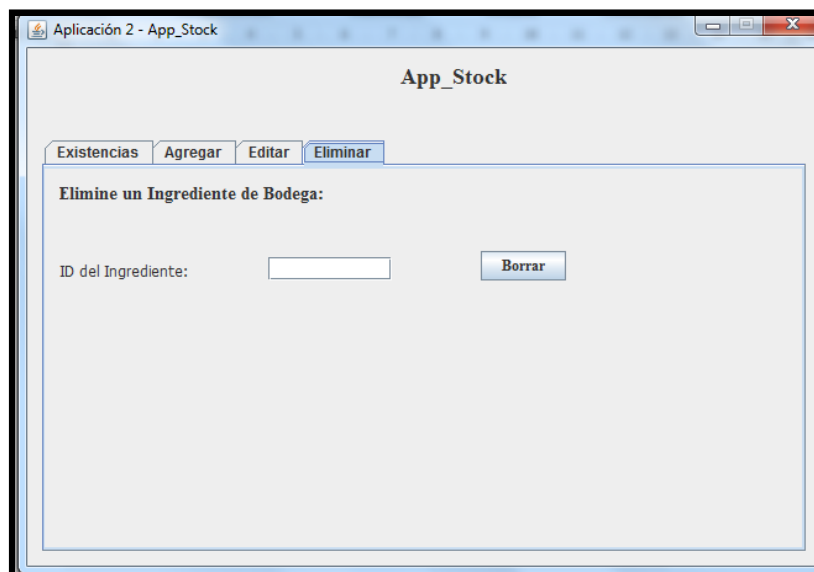 Aplicación 2 - App_Stock
App_Stock
Existencias Agregar Editar Eliminar
Elimine un Ingrediente de Bodega:
ID del Ingrediente: Borrar